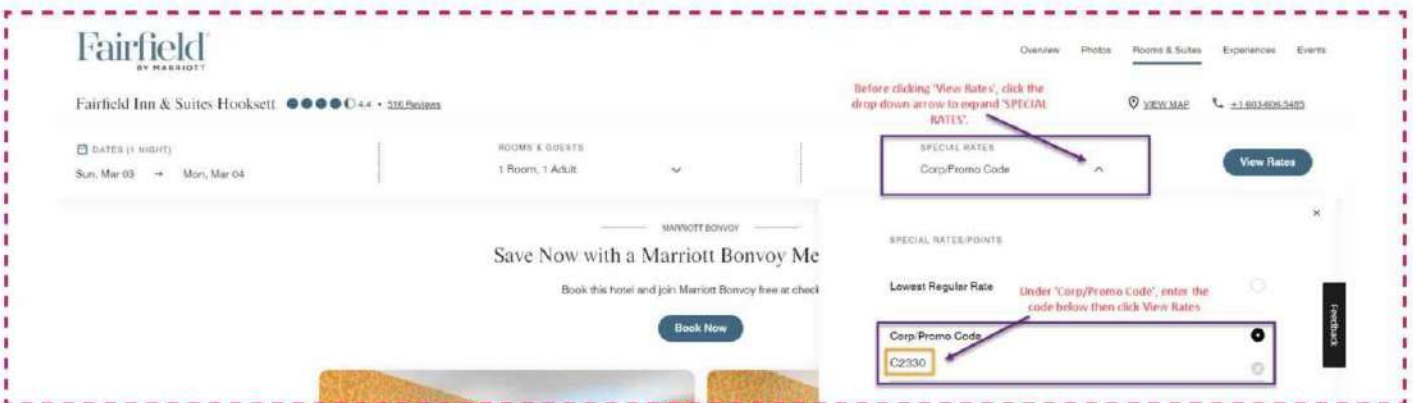 Fairfield
BY MARRIOTT
Overview Photos Rooms & Suites Experiences Events
Fairfield Inn & Suites Hooksett 4.4 • 516 Reviews
Before clicking 'View Rates', click the
drop down arrow to expand 'SPECIAL
RATES'.
VIEW MAP +1 603-606-5485
DATES (1 NIGHT)
ROOMS & GUESTS
SPECIAL RATES
Sun, Mar 03 → Mon, Mar 04
1 Room, 1 Adult
Corp/Promo Code
View Rates
MARRIOTT BONVOY
Save Now with a Marriott Bonvoy Me
Book this hotel and join Marriott Bonvoy free at check
Book Now
SPECIAL RATES/POINTS
Lowest Regular Rate
Under 'Corp/Promo Code', enter the
code below then click View Rates
Corp/Promo Code
C2330
Feedback